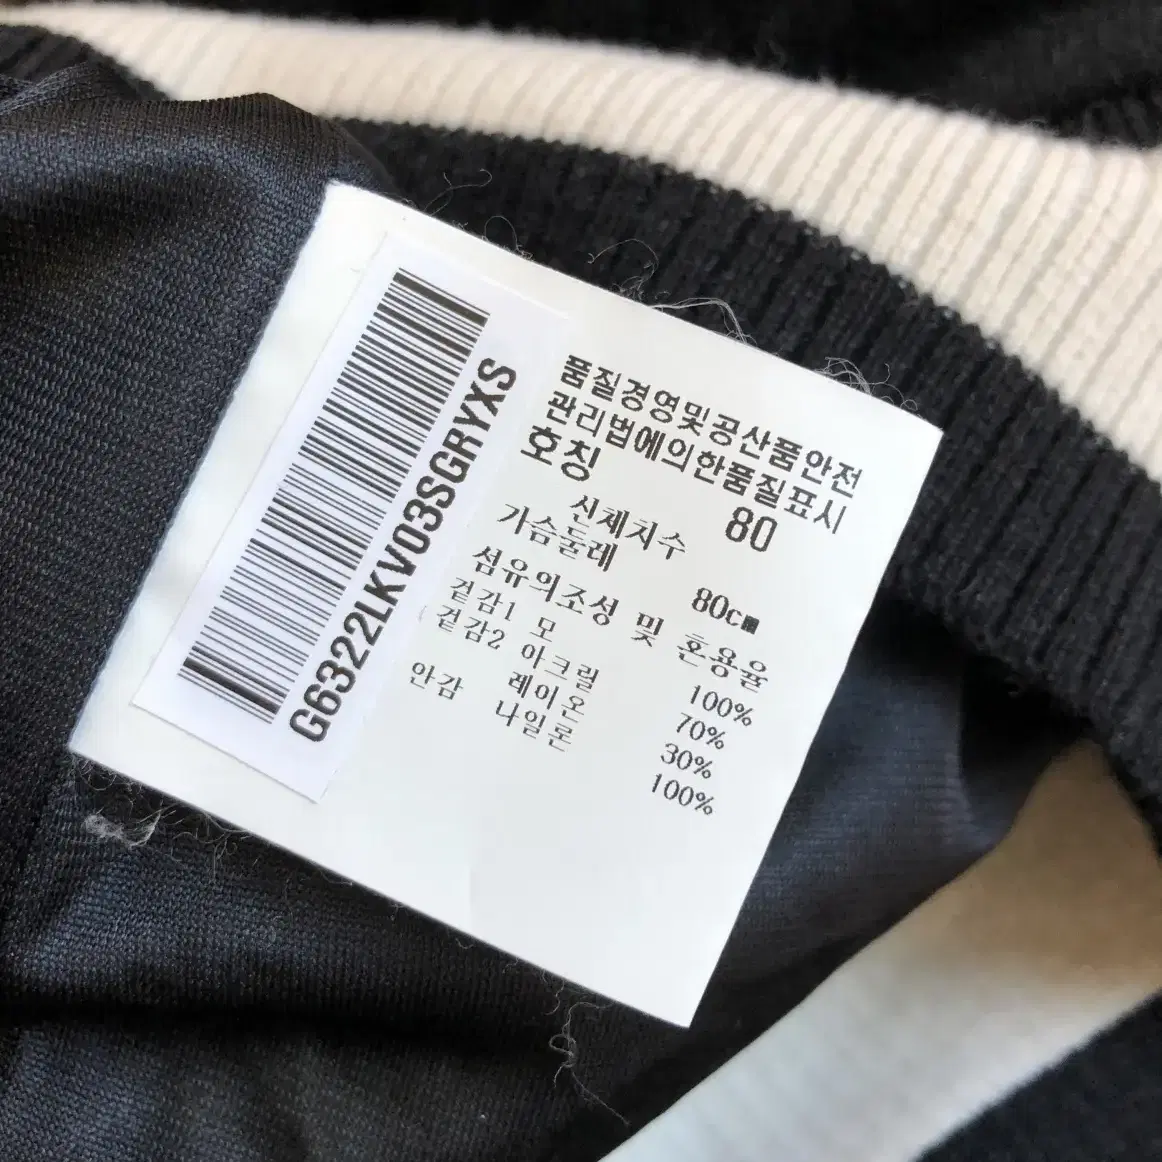 G6322LKV03SGRYXS
품질경영및공산품안전
관리법에의한품질표시
호칭 80
신체치수
가슴둘레 80cm
섬유의조성 및 혼용율
겉감1 모 100%
겉감2 아크릴 70%
레이온 30%
안감 나일론 100%